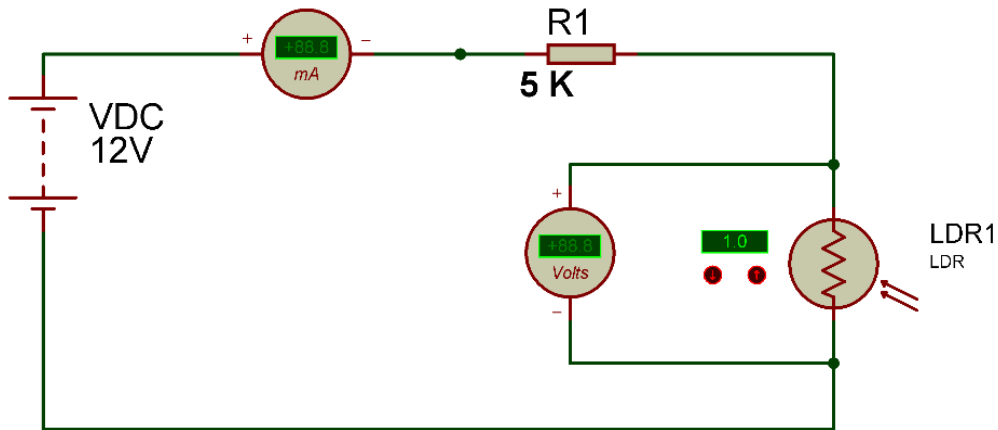 R1
+ +88.8 −
mA
5 K
VDC
12V
+
+88.8
Volts
−
1.0
LDR1
LDR